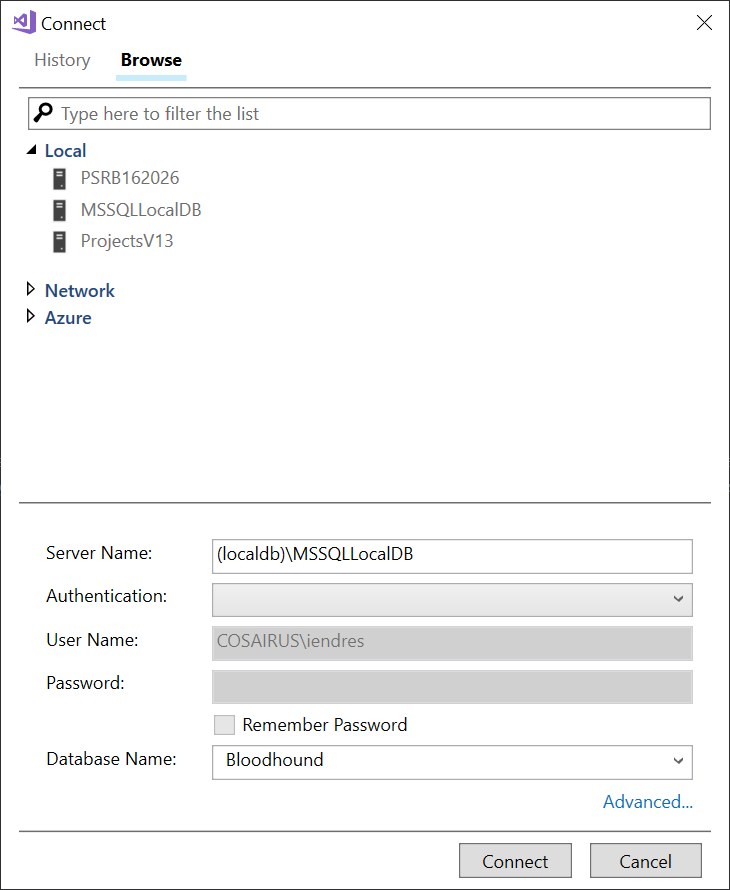 Connect
History Browse
Type here to filter the list
Local
PSRB162026
MSSQLLocalDB
ProjectsV13
Network
Azure
Server Name: (localdb)\MSSQLLocalDB
Authentication:
User Name: COSAIRUS\iendres
Password:
Remember Password
Database Name: Bloodhound
Advanced...
Connect Cancel